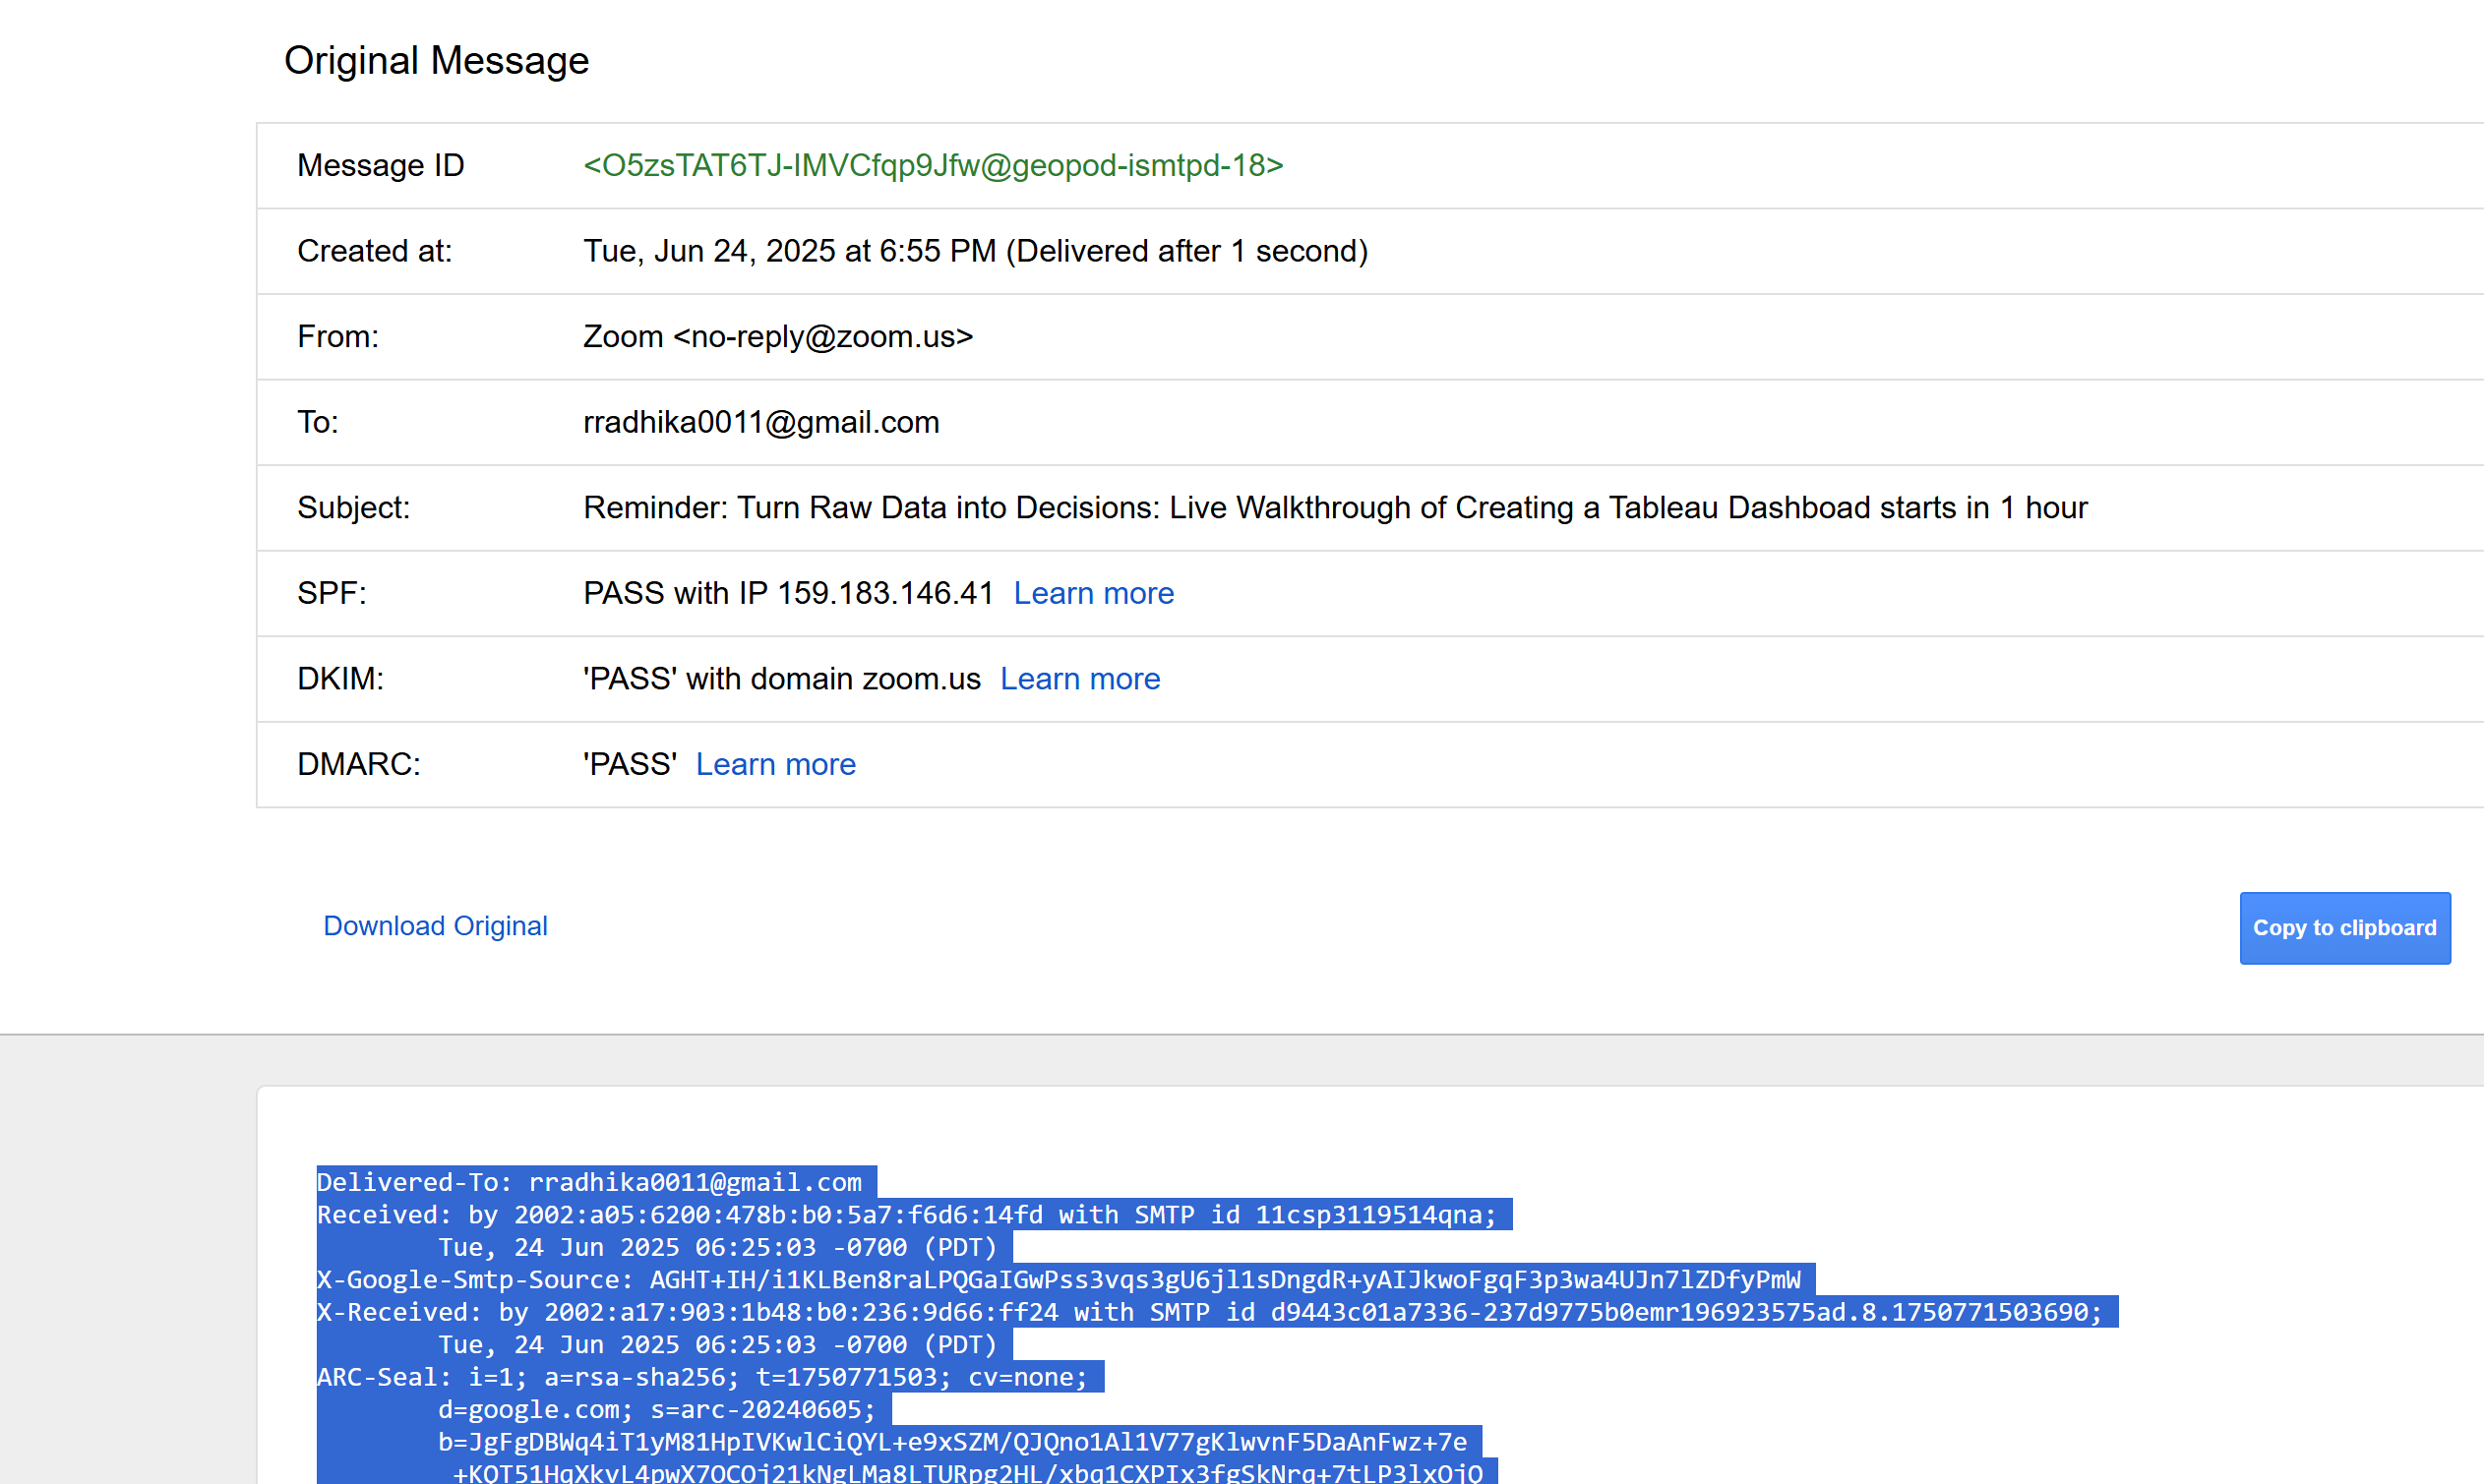 Original Message
Message ID <O5zsTAT6TJ-IMVCfqp9Jfw@geopod-ismtpd-18>
Created at: Tue, Jun 24, 2025 at 6:55 PM (Delivered after 1 second)
From: Zoom <no-reply@zoom.us>
To: rradhika0011@gmail.com
Subject: Reminder: Turn Raw Data into Decisions: Live Walkthrough of Creating a Tableau Dashboad starts in 1 hour
SPF: PASS with IP 159.183.146.41 Learn more
DKIM: 'PASS' with domain zoom.us Learn more
DMARC: 'PASS' Learn more
Download Original
Copy to clipboard
Delivered-To: rradhika0011@gmail.com
Received: by 2002:a05:6200:478b:b0:5a7:f6d6:14fd with SMTP id 11csp3119514qna;
Tue, 24 Jun 2025 06:25:03 -0700 (PDT)
X-Google-Smtp-Source: AGHT+IH/i1KLBen8raLPQGaIGwPss3vqs3gU6jl1sDngdR+yAIJkwoFgqF3p3wa4UJn7lZDfyPmW
X-Received: by 2002:a17:903:1b48:b0:236:9d66:ff24 with SMTP id d9443c01a7336-237d9775b0emr196923575ad.8.1750771503690;
Tue, 24 Jun 2025 06:25:03 -0700 (PDT)
ARC-Seal: i=1; a=rsa-sha256; t=1750771503; cv=none;
d=google.com; s=arc-20240605;
b=JgFgDBWq4iT1yM81HpIVKwlCiQYL+e9xSZM/QJQno1Al1V77gKlwvnF5DaAnFwz+7e